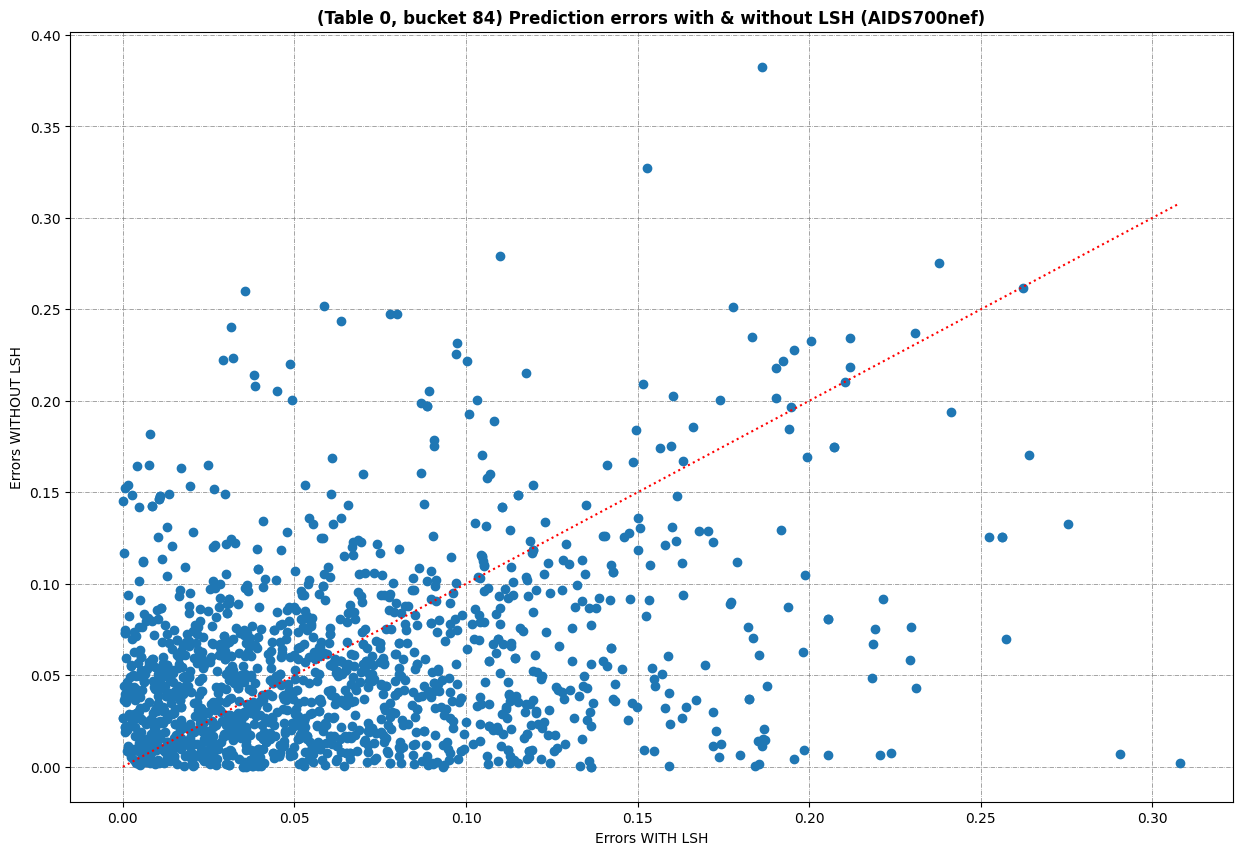 (Table 0, bucket 84) Prediction errors with & without LSH (AIDS700nef)
0.40
0.35
0.30
0.25
0.20
0.15
0.10
0.05
0.00
Errors WITHOUT LSH
0.00 0.05 0.10 0.15 0.20 0.25 0.30
Errors WITH LSH